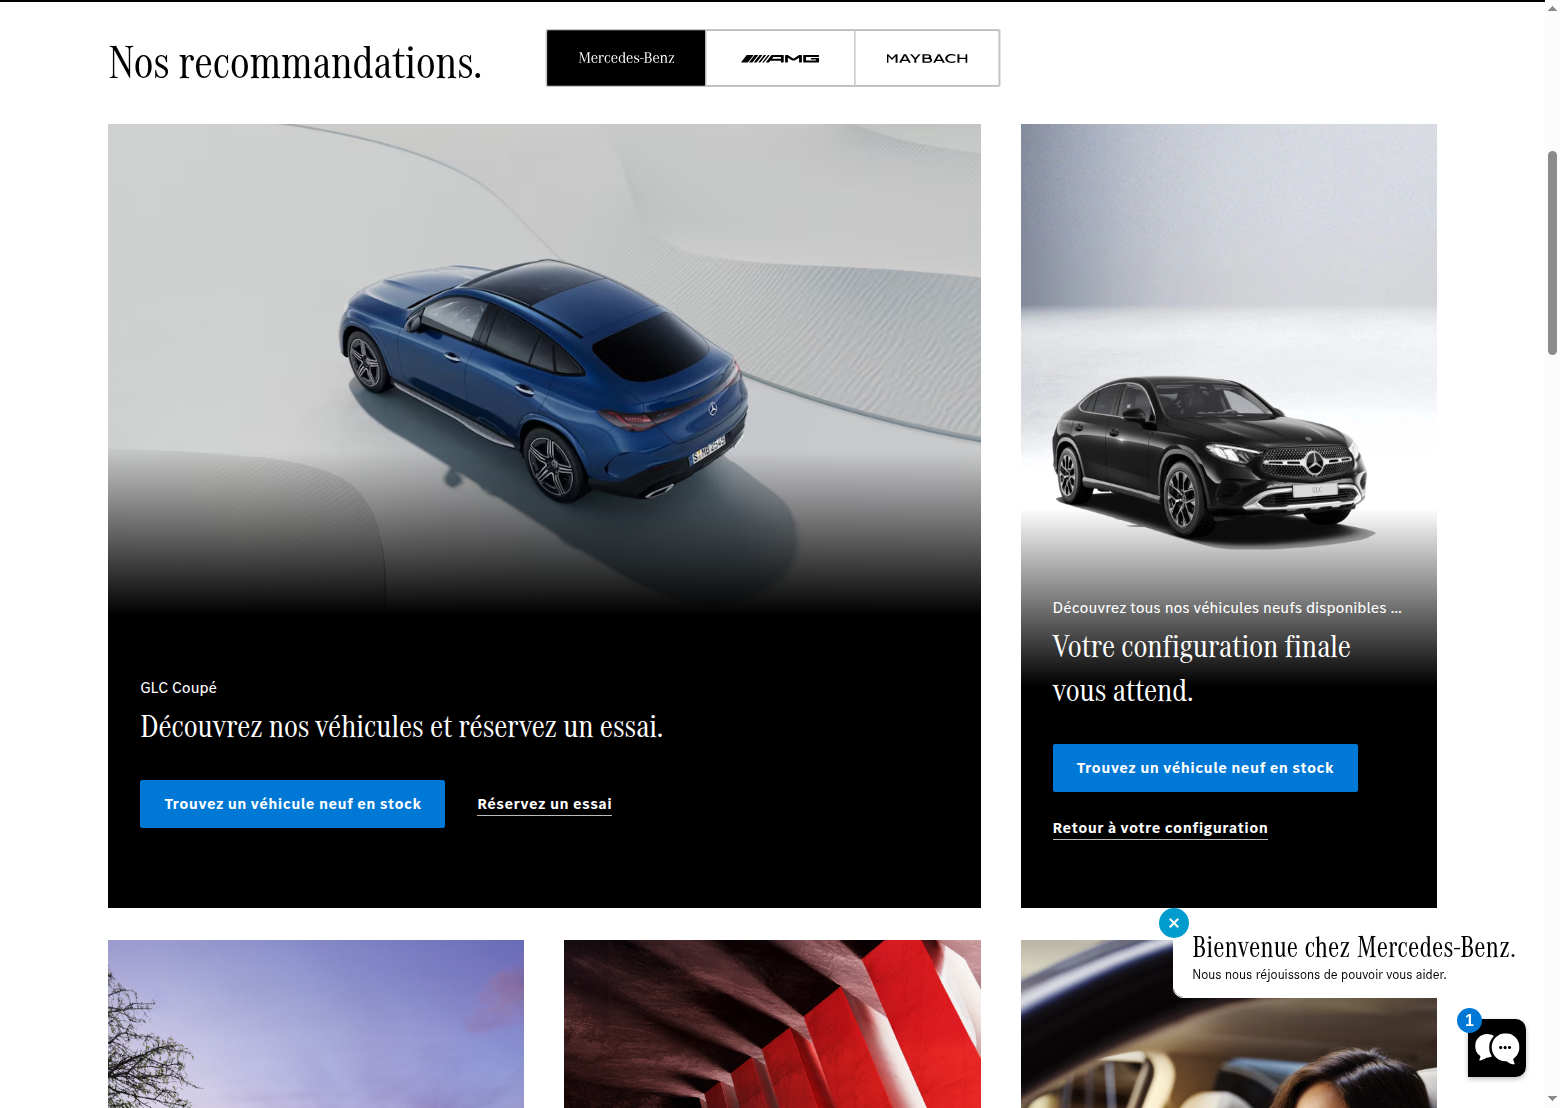 Nos recommandations.
Mercedes-Benz
AMG
MAYBACH
GLC Coupé
Découvrez nos véhicules et réservez un essai.
Trouvez un véhicule neuf en stock
Réservez un essai
Découvrez tous nos véhicules neufs disponibles ...
Votre configuration finale
vous attend.
Trouvez un véhicule neuf en stock
Retour à votre configuration
Bienvenue chez Mercedes-Benz.
Nous nous réjouissons de pouvoir vous aider.
1